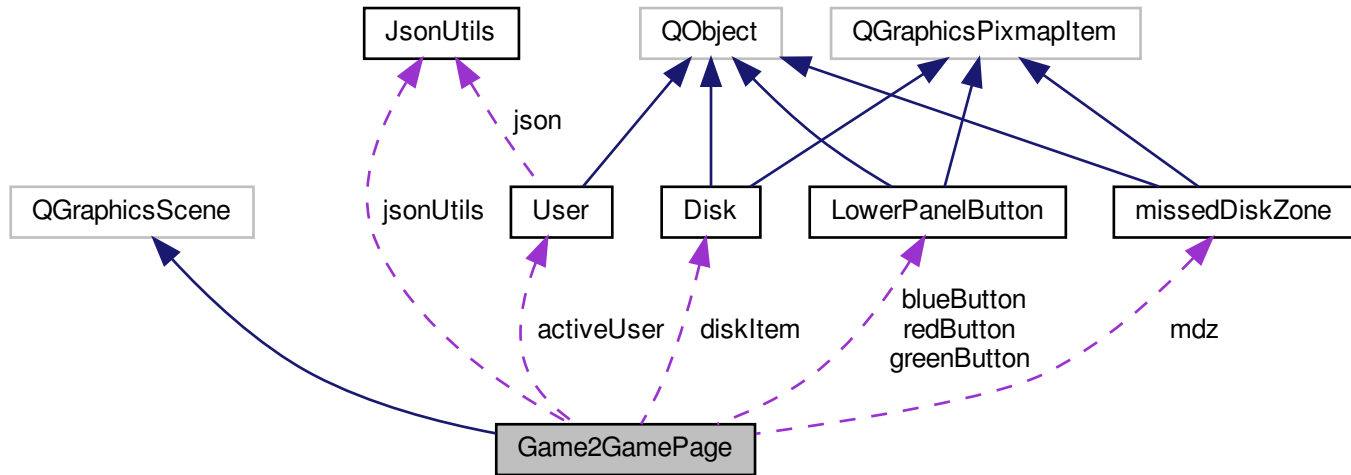 JsonUtils
QObject
QGraphicsPixmapItem
json
QGraphicsScene
jsonUtils
User
Disk
LowerPanelButton
missedDiskZone
activeUser
diskItem
blueButton
redButton
greenButton
mdz
Game2GamePage